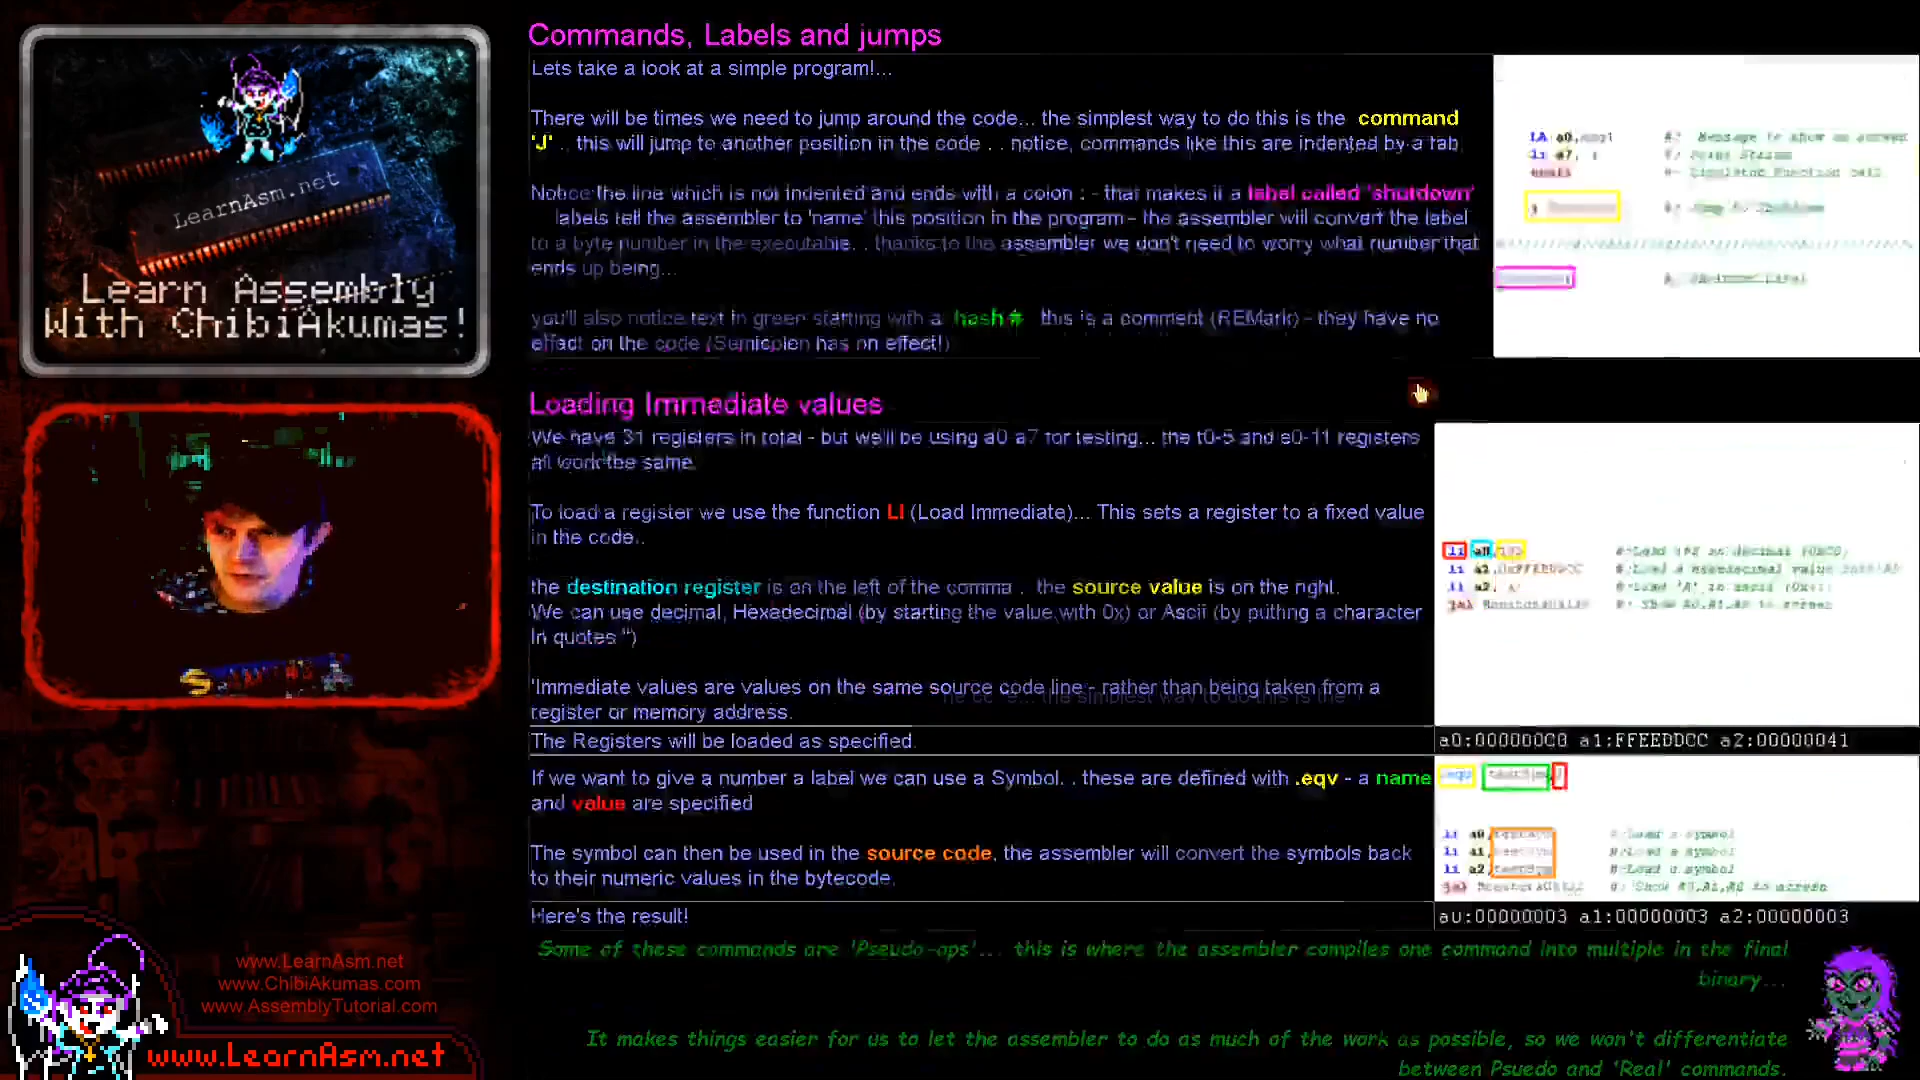 Commands, Labels and jumps
Lets take a look at a simple program!...
There will be times we need to jump around the code... the simplest way to do this is the command
'J' . this will jump to another position in the code . . notice, commands like this are indented by a tab
Notice the line which is not indented and ends with a colon : - that makes it a label called 'shutdown'
labels tell the assembler to 'name' this position in the program - the assembler will convert the label
to a byte number in the executable. . thanks to the assembler we don't need to worry what number that
ends up being...
you'll also notice text in green starting with a hash # this is a comment (REMark) - they have no
effect on the code (Semicolon has no effect!)
LearnAsm.net
Learn Assembly
With ChibiAkumas!
Loading Immediate values
We have 31 registers in total - but we'll be using a0 a7 for testing... the t0-5 and s0-11 registers
all work the same.
To load a register we use the function LI (Load Immediate)... This sets a register to a fixed value
in the code..
the destination register is on the left of the comma . the source value is on the right.
We can use decimal, Hexadecimal (by starting the value with 0x) or Ascii (by putting a character
In quotes '')
'Immediate values are values on the same source code line - rather than being taken from a
register or memory address.
The Registers will be loaded as specified.
a0:000000C8 a1:FFEEDDCC a2:00000041
If we want to give a number a label we can use a Symbol. . these are defined with .eqv - a name
and value are specified
The symbol can then be used in the source code, the assembler will convert the symbols back
to their numeric values in the bytecode.
Here's the result!
a0:00000003 a1:00000003 a2:00000003
Some of these commands are 'Pseudo-ops'... this is where the assembler compiles one command into multiple in the final
binary...
It makes things easier for us to let the assembler to do as much of the work as possible, so we won't differentiate
between Psuedo and 'Real' commands.
www.LearnAsm.net
www.ChibiAkumas.com
www.AssemblyTutorial.com
www.LearnAsm.net